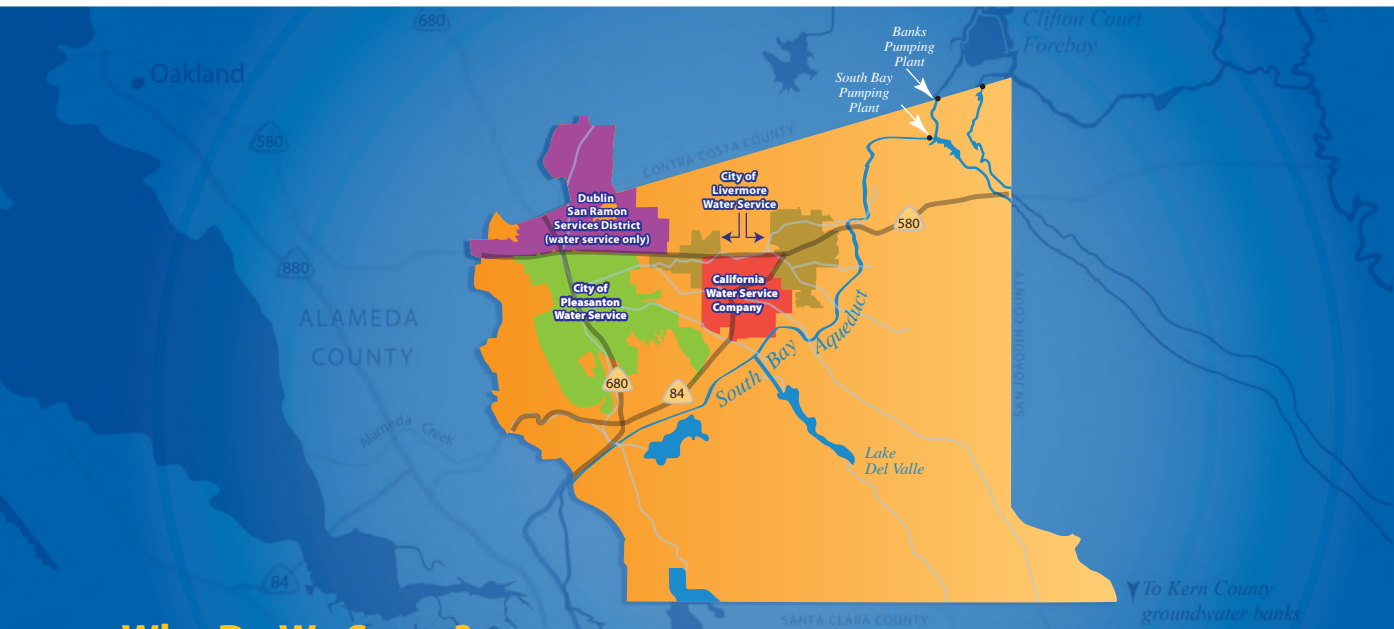 680
Clifton Court
Forebay
Banks
Pumping
Plant
Oakland
South Bay
Pumping
Plant
580
CONTRA COSTA COUNTY
City of
Livermore
Water Service
Dublin
San Ramon
Services District
(water service only)
580
880
California
Water Service
Company
City of
Pleasanton
Water Service
ALAMEDA
COUNTY
South Bay Aqueduct
SAN JOAQUIN COUNTY
680
84
Alameda Creek
Lake
Del Valle
84
To Kern County
groundwater banks
SANTA CLARA COUNTY